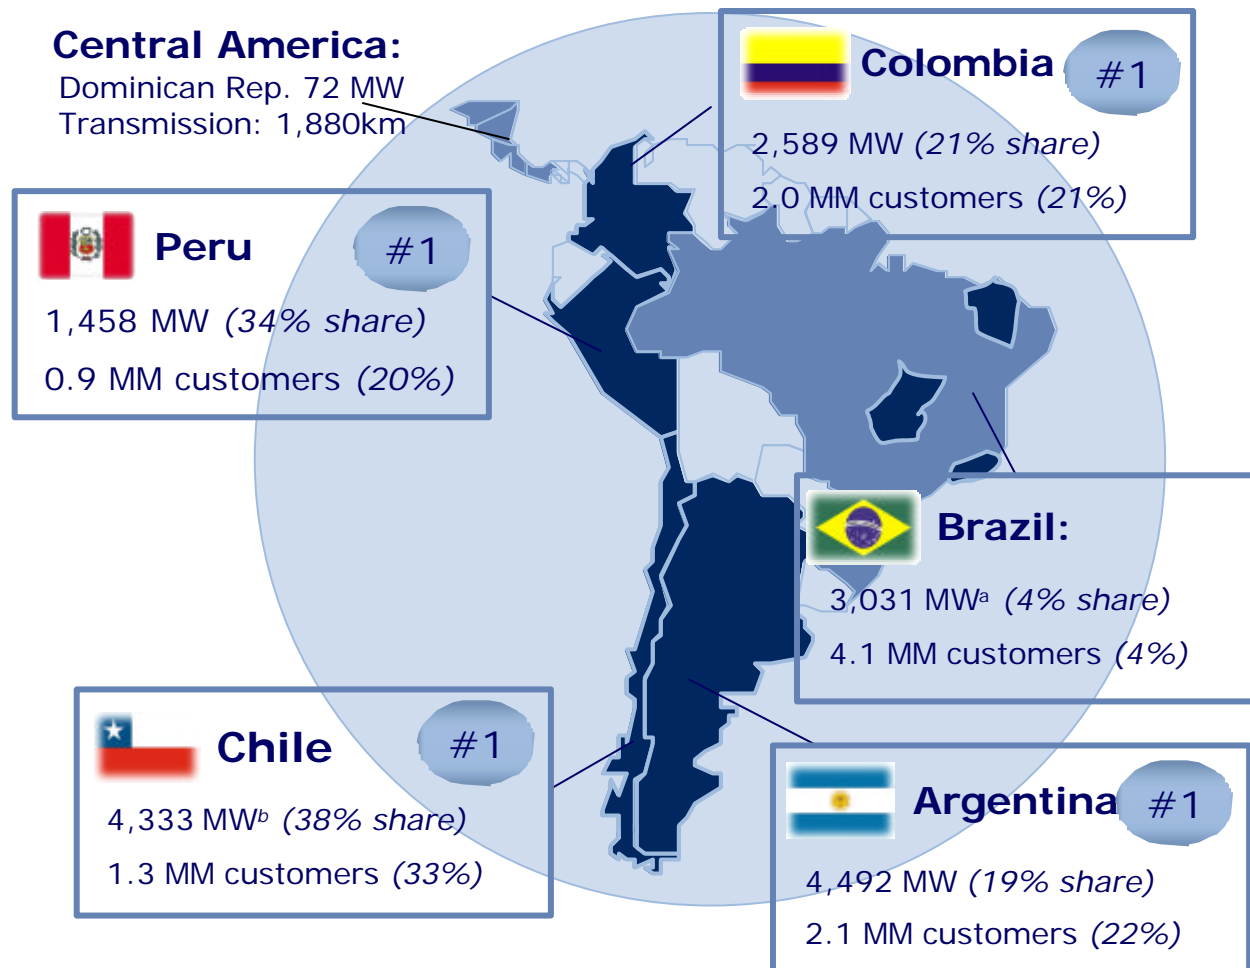 Central America:
Dominican Rep. 72 MW
Transmission: 1,880km
Colombia
#1
2,589 MW (21% share)
2.0 MM customers (21%)
Peru
#1
1,458 MW (34% share)
0.9 MM customers (20%)
Brazil:
3,031 MWᵃ (4% share)
4.1 MM customers (4%)
Chile
#1
4,333 MWᵇ (38% share)
1.3 MM customers (33%)
Argentina
#1
4,492 MW (19% share)
2.1 MM customers (22%)